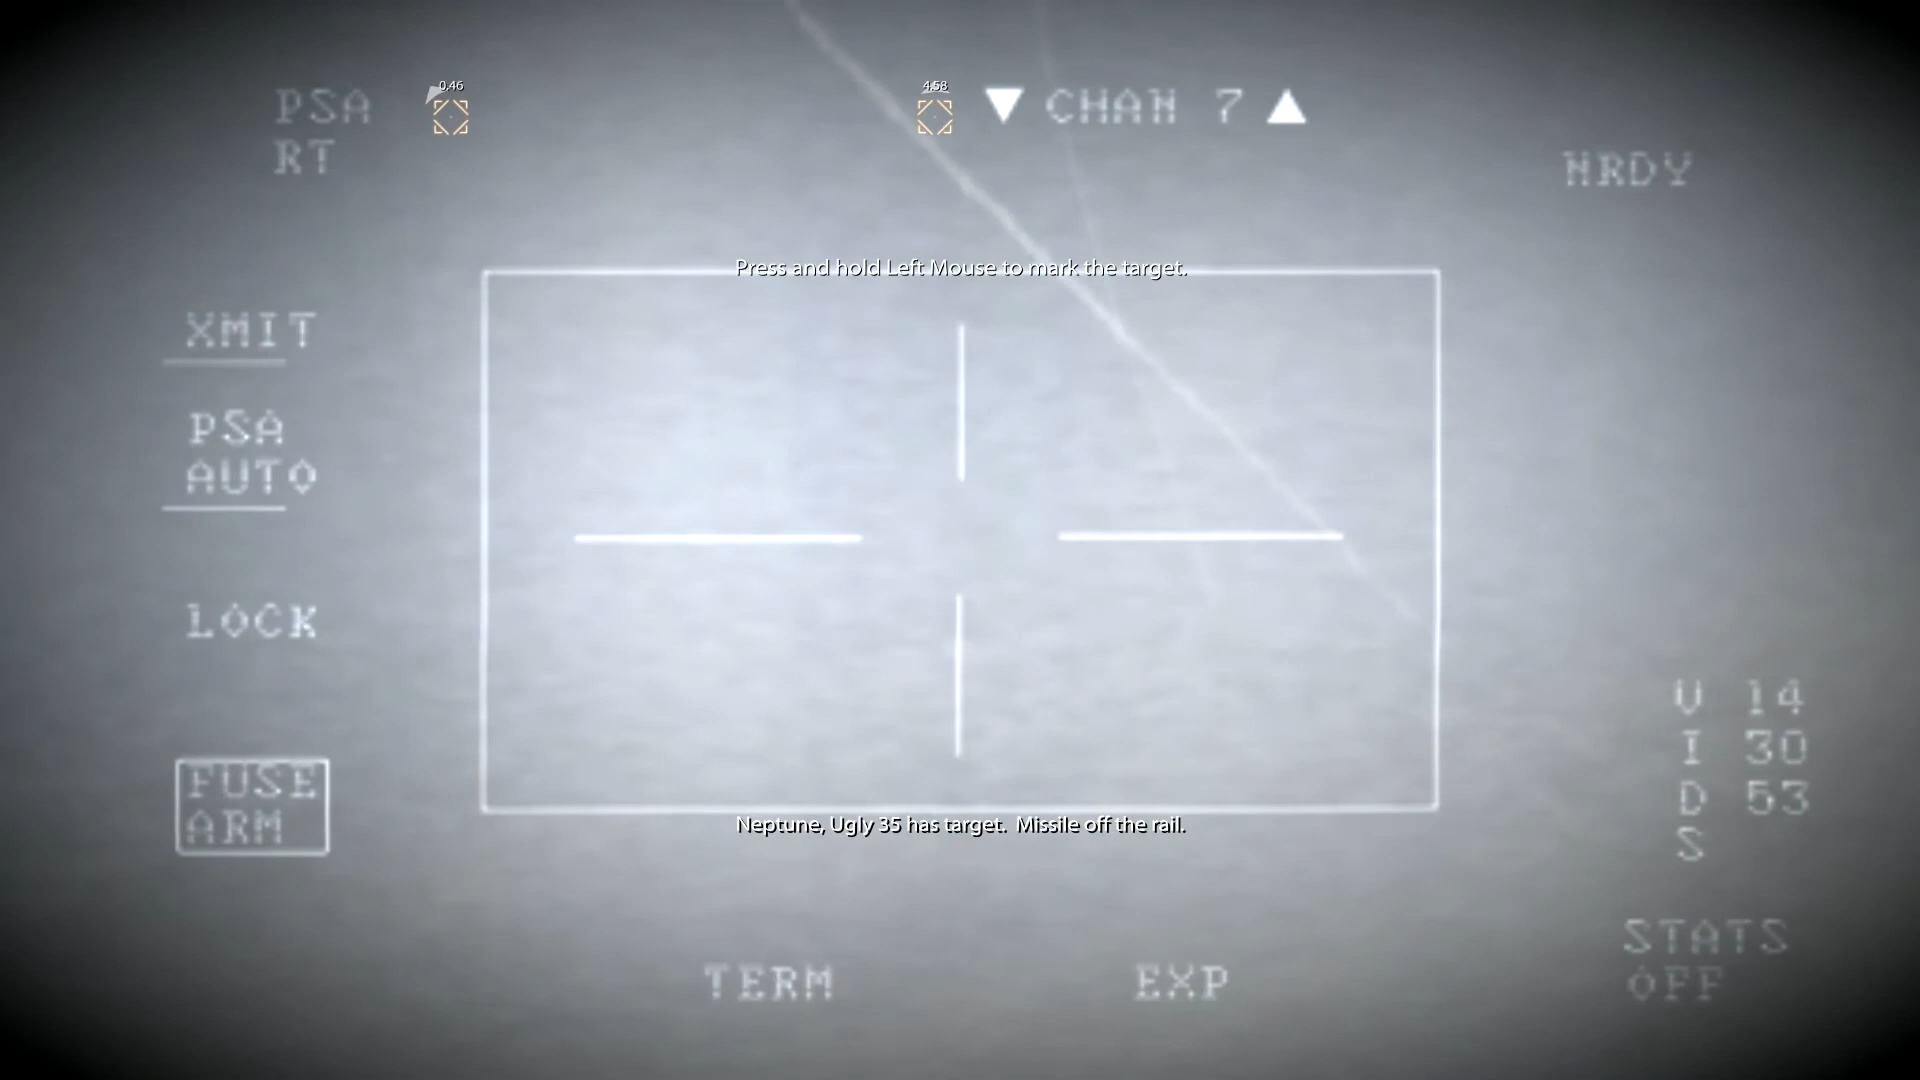 0.46
4.58
PSA
RT
CHAN 7
NRDY
Press and hold Left Mouse to mark the target.
XMIT
PSA
AUTO
LOCK
FUSE
ARM
V 14
I 30
D 53
S
Neptune, Ugly 35 has target. Missile off the rail.
STATS
OFF
TERM
EXP